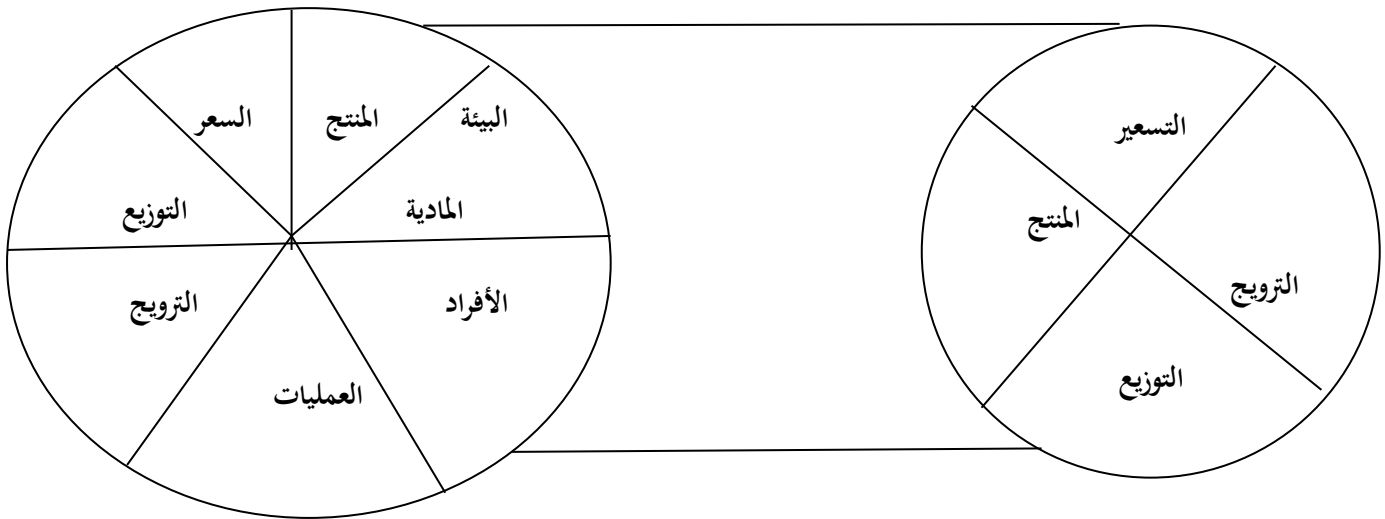 التسعير
المنتج
الترويج
التوزيع
السعر
المنتج
البيئة
المادية
التوزيع
الترويج
الأفراد
العمليات